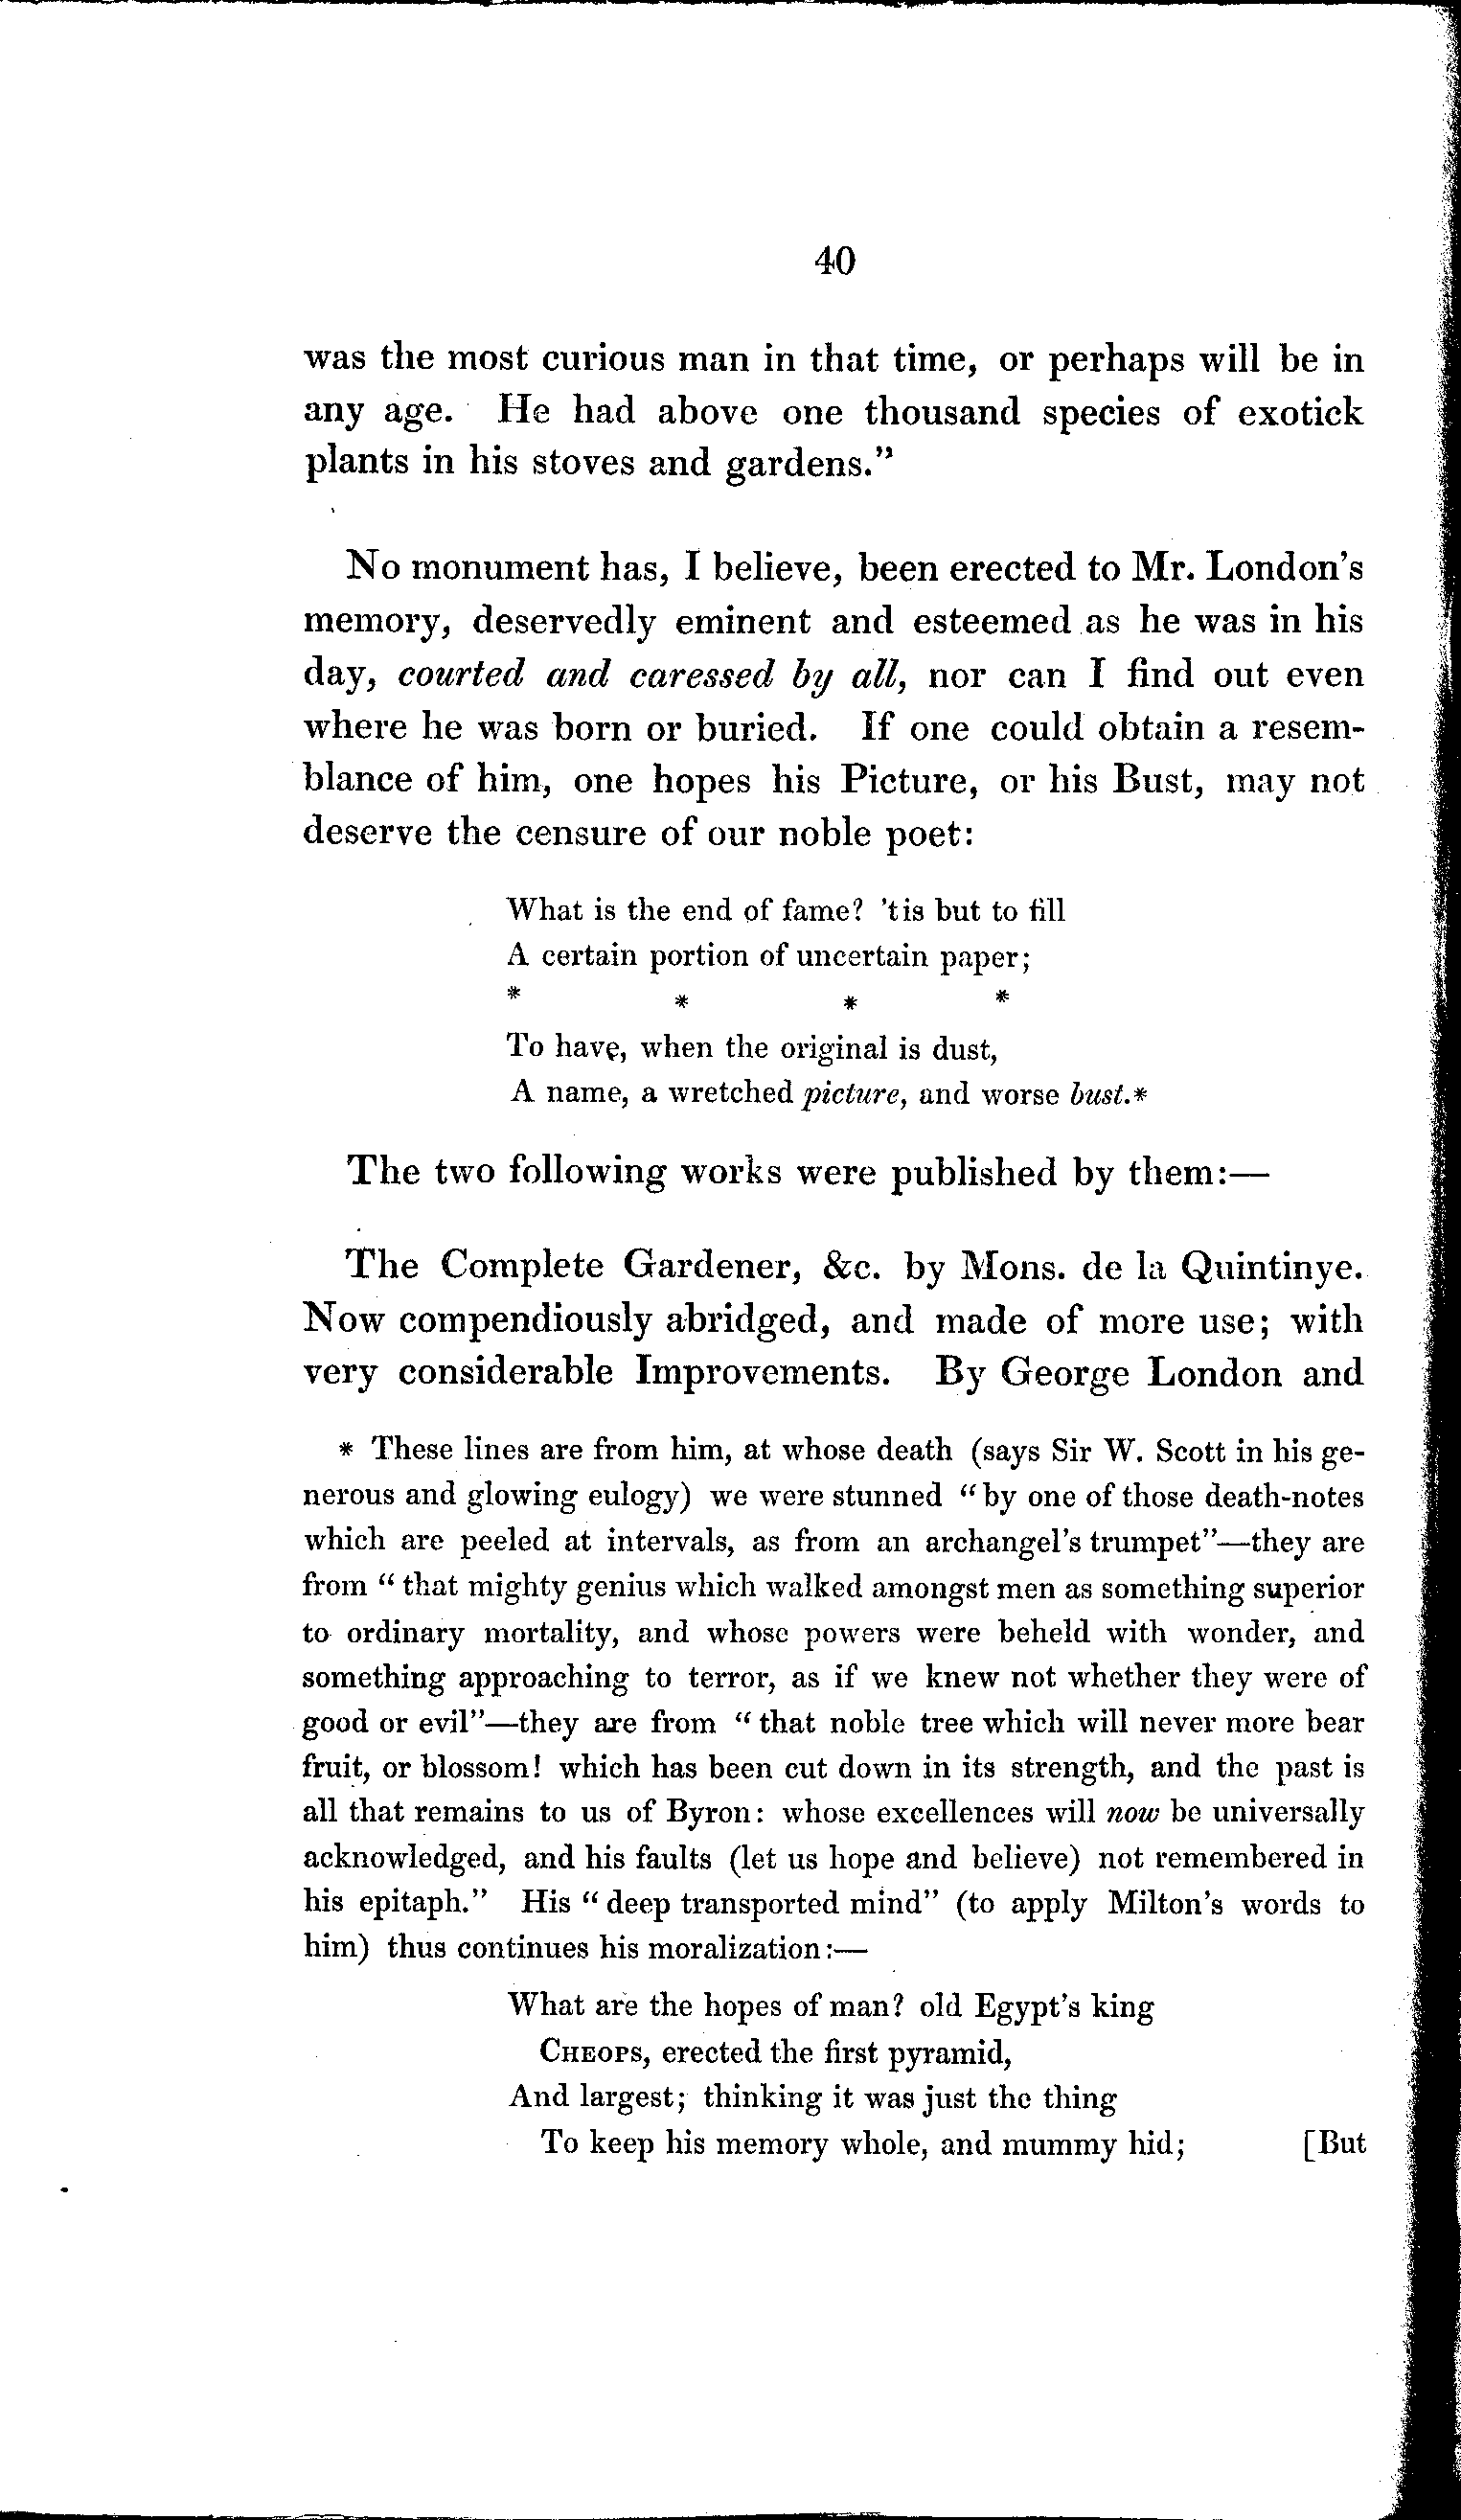 40
was the most curious man in that time, or perhaps will be in
any age. He had above one thousand species of exotick
plants in his stoves and gardens."
No monument has, I believe, been erected to Mr. London's
memory, deservedly eminent and esteemed as he was in his
day, courted and caressed by all, nor can I find out even
where he was born or buried. If one could obtain a resem-
blance of him, one hopes his Picture, or his Bust, may not
deserve the censure of our noble poet:
What is the end of fame? 'tis but to fill
A certain portion of uncertain paper;
* * * *
To have, when the original is dust,
A name, a wretched picture, and worse bust.*
The two following works were published by them:—
The Complete Gardener, &c. by Mons. de la Quintinye.
Now compendiously abridged, and made of more use; with
very considerable Improvements. By George London and
* These lines are from him, at whose death (says Sir W. Scott in his ge-
nerous and glowing eulogy) we were stunned "by one of those death-notes
which are peeled at intervals, as from an archangel's trumpet"—they are
from "that mighty genius which walked amongst men as something superior
to ordinary mortality, and whose powers were beheld with wonder, and
something approaching to terror, as if we knew not whether they were of
good or evil"—they are from "that noble tree which will never more bear
fruit, or blossom! which has been cut down in its strength, and the past is
all that remains to us of Byron: whose excellences will now be universally
acknowledged, and his faults (let us hope and believe) not remembered in
his epitaph." His "deep transported mind" (to apply Milton's words to
him) thus continues his moralization:—
What are the hopes of man? old Egypt's king
CHEOPS, erected the first pyramid,
And largest; thinking it was just the thing
To keep his memory whole, and mummy hid; [But